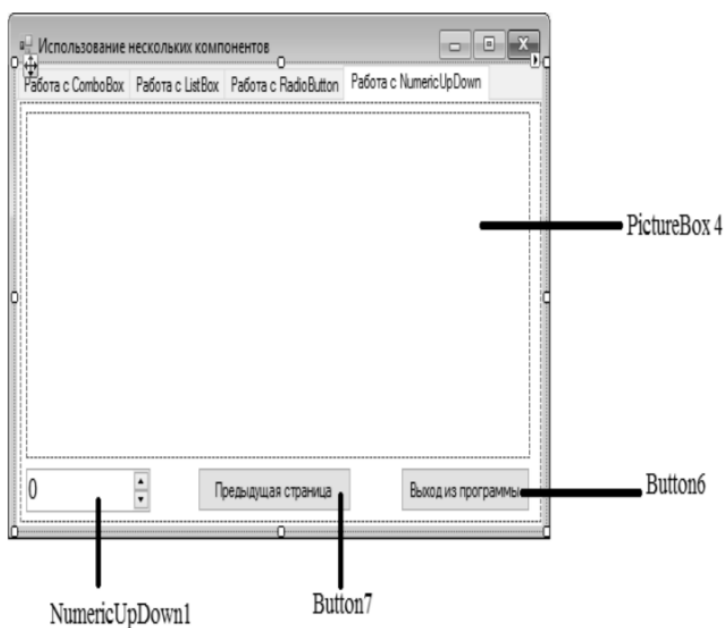 Использование нескольких компонентов
Работа с ComboBox Работа с ListBox Работа с RadioButton Работа с NumericUpDown
PictureBox 4
0 Предыдущая страница Выход из программы
Button6
Button7
NumericUpDown1